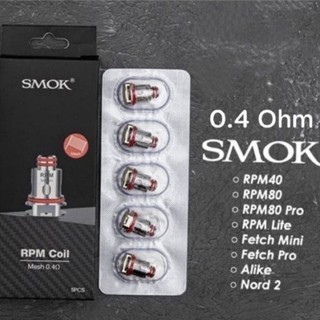 SMOK®
RPM Coil
Mesh 0.4Ω
5PCS
0.4 Ohm
SMOK
RPM40
RPM80
RPM80 Pro
RPM Lite
Fetch Mini
Fetch Pro
Alike
Nord 2